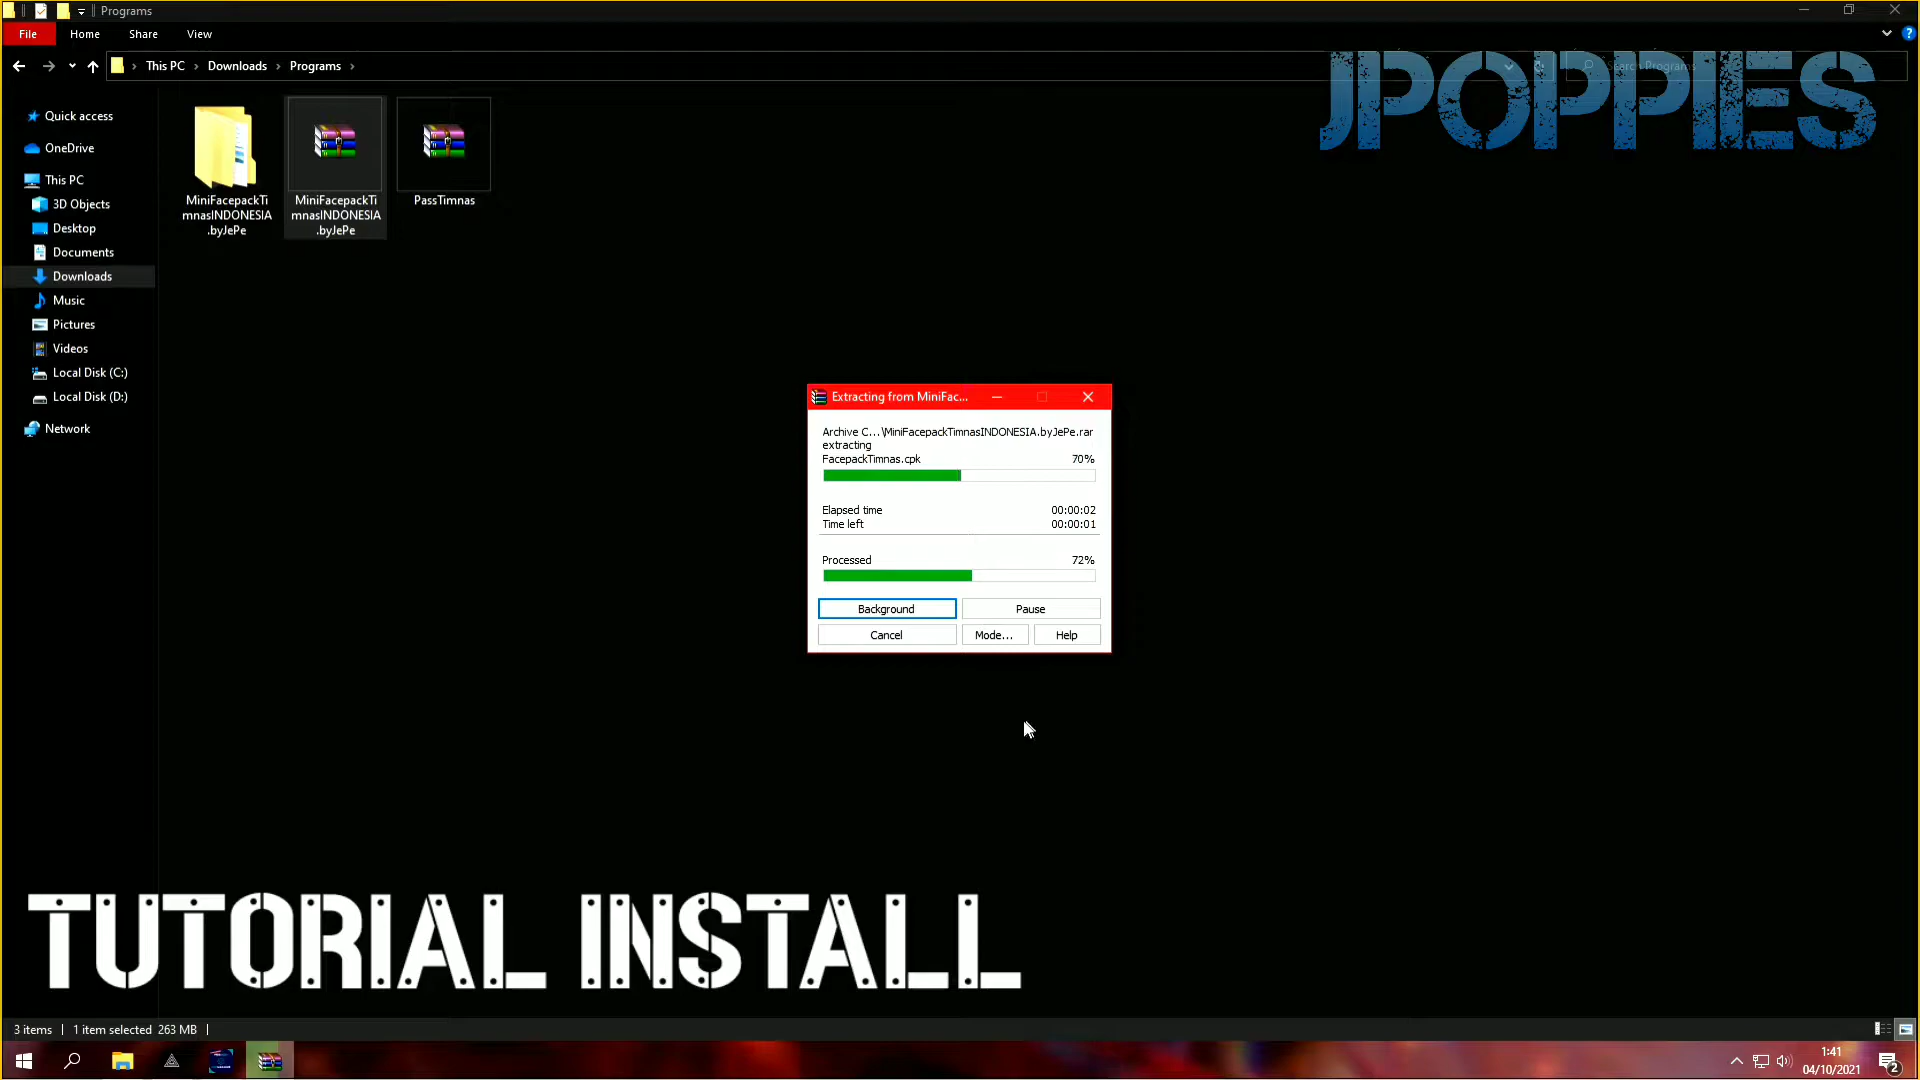 Programs
File
Home
Share
View
This PC
Downloads
Programs
Search Programs
JPOPPIES
Quick access
OneDrive
This PC
3D Objects
Desktop
Documents
Downloads
Music
Pictures
Videos
Local Disk (C:)
Local Disk (D:)
Network
MiniFacepackTi
mnasINDONESIA
.byJePe
MiniFacepackTi
mnasINDONESIA
.byJePe
PassTimnas
Extracting from MiniFac...
Archive C...\MiniFacepackTimnasINDONESIA.byJePe.rar
extracting
FacepackTimnas.cpk 70%
Elapsed time 00:00:02
Time left 00:00:01
Processed 72%
Background
Pause
Cancel
Mode...
Help
TUTORIAL INSTALL
3 items
1 item selected 263 MB
1:41
04/10/2021
2